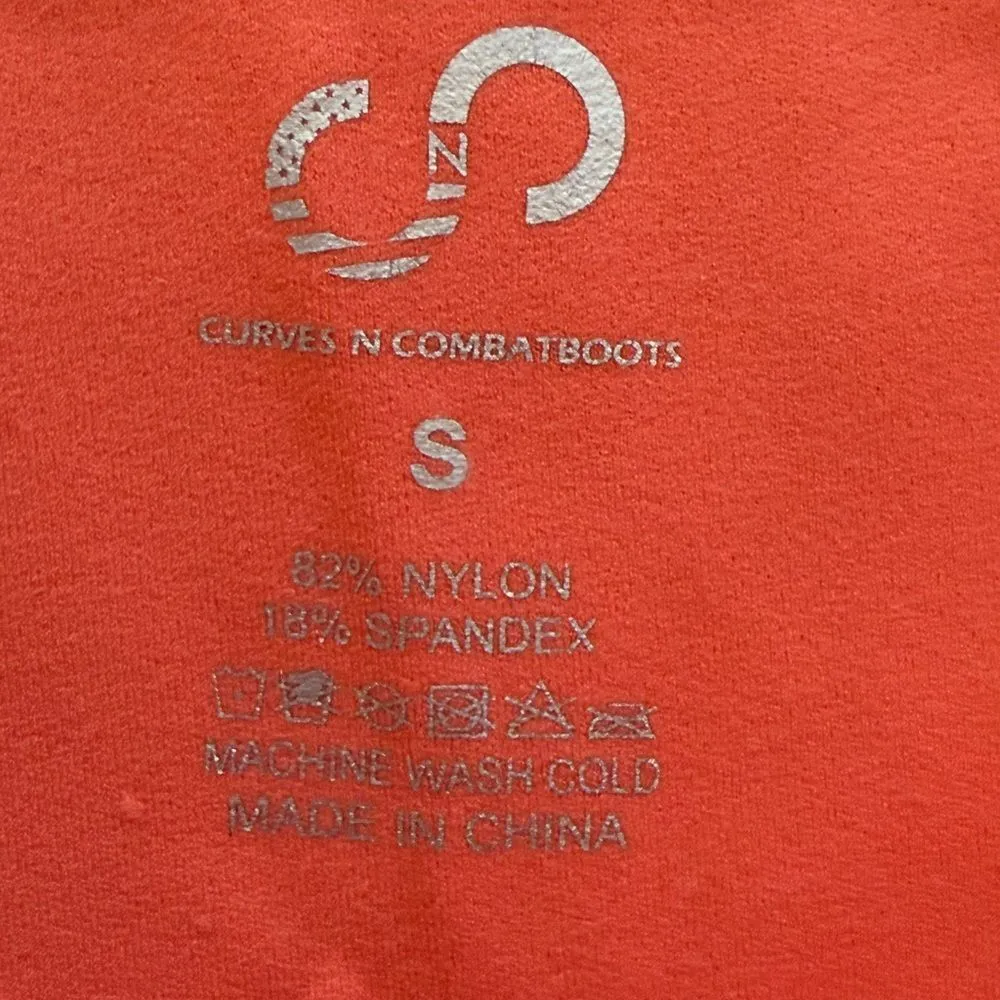 N
CURVES N COMBATBOOTS
S
82% NYLON
18% SPANDEX
MACHINE WASH COLD
MADE IN CHINA